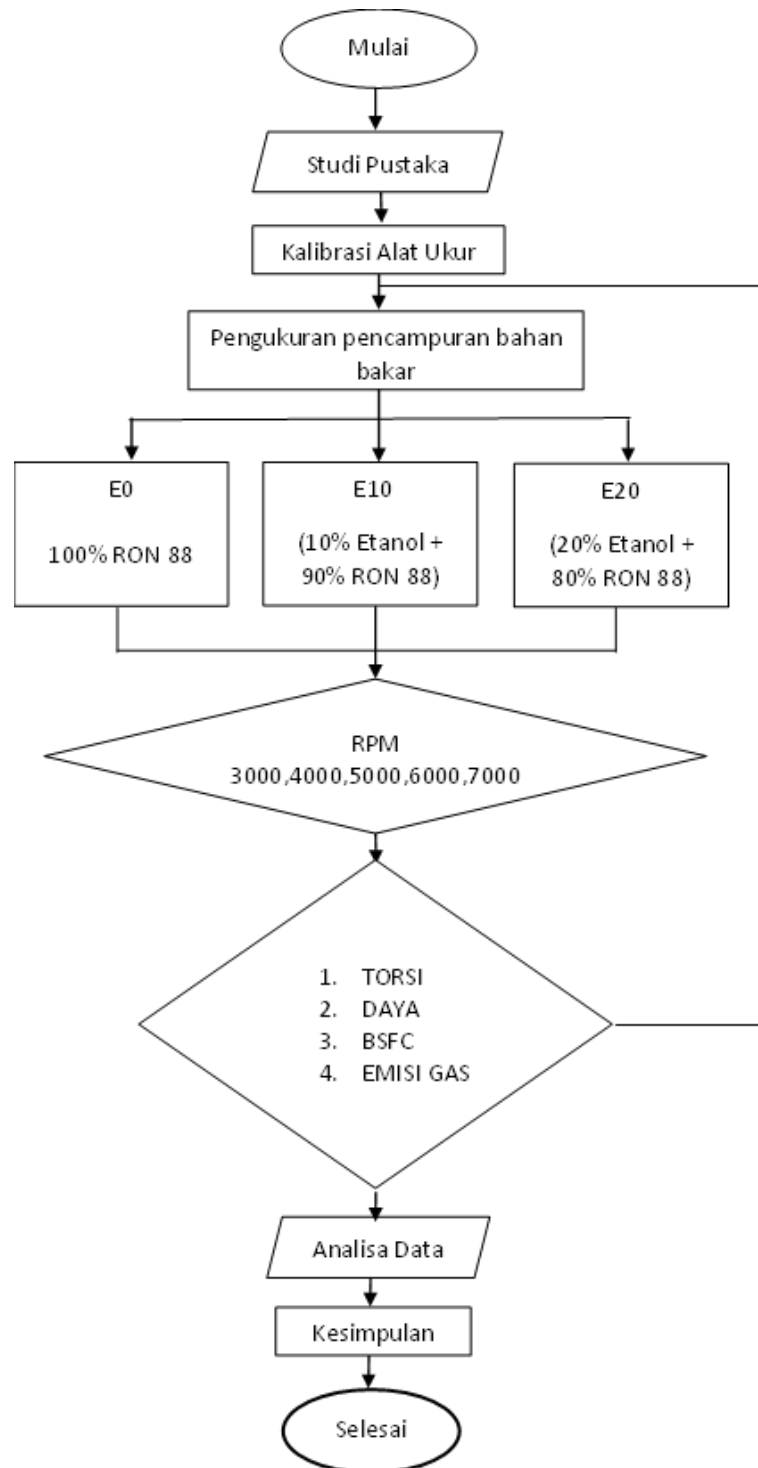 Mulai
Studi Pustaka
Kalibrasi Alat Ukur
Pengukuran pencampuran bahan
bakar
E0
100% RON 88
E10
(10% Etanol +
90% RON 88)
E20
(20% Etanol +
80% RON 88)
RPM
3000,4000,5000,6000,7000
1. TORSI
2. DAYA
3. BSFC
4. EMISI GAS
Analisa Data
Kesimpulan
Selesai